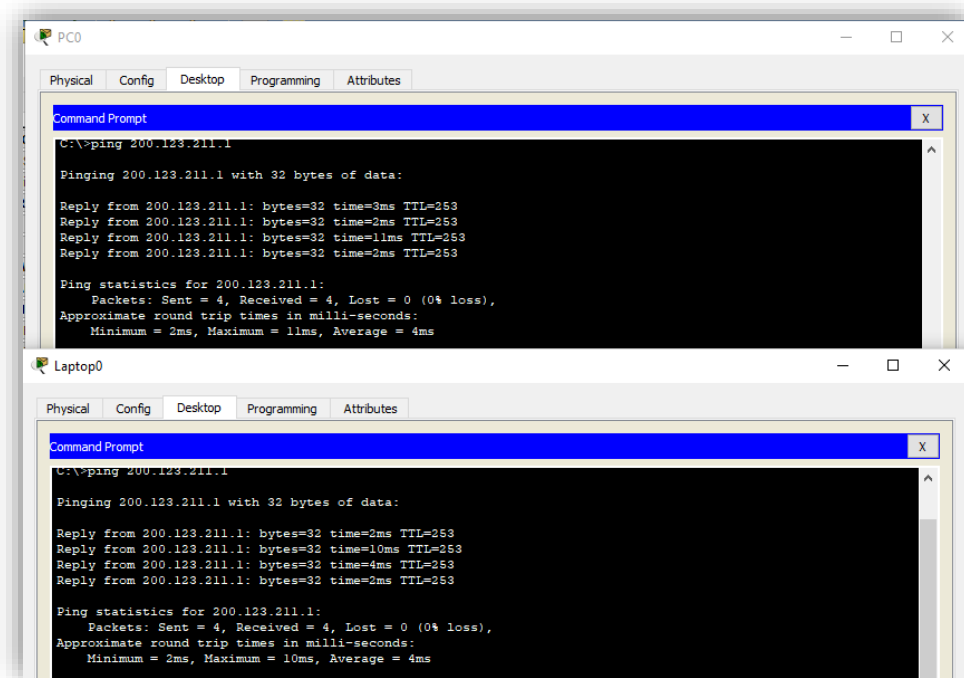 PC0
Physical Config Desktop Programming Attributes
Command Prompt X
C:\>ping 200.123.211.1
Pinging 200.123.211.1 with 32 bytes of data:
Reply from 200.123.211.1: bytes=32 time=3ms TTL=253
Reply from 200.123.211.1: bytes=32 time=2ms TTL=253
Reply from 200.123.211.1: bytes=32 time=11ms TTL=253
Reply from 200.123.211.1: bytes=32 time=2ms TTL=253
Ping statistics for 200.123.211.1:
Packets: Sent = 4, Received = 4, Lost = 0 (0% loss),
Approximate round trip times in milli-seconds:
Minimum = 2ms, Maximum = 11ms, Average = 4ms
Laptop0
Physical Config Desktop Programming Attributes
Command Prompt X
C:\>ping 200.123.211.1
Pinging 200.123.211.1 with 32 bytes of data:
Reply from 200.123.211.1: bytes=32 time=2ms TTL=253
Reply from 200.123.211.1: bytes=32 time=10ms TTL=253
Reply from 200.123.211.1: bytes=32 time=4ms TTL=253
Reply from 200.123.211.1: bytes=32 time=2ms TTL=253
Ping statistics for 200.123.211.1:
Packets: Sent = 4, Received = 4, Lost = 0 (0% loss),
Approximate round trip times in milli-seconds:
Minimum = 2ms, Maximum = 10ms, Average = 4ms